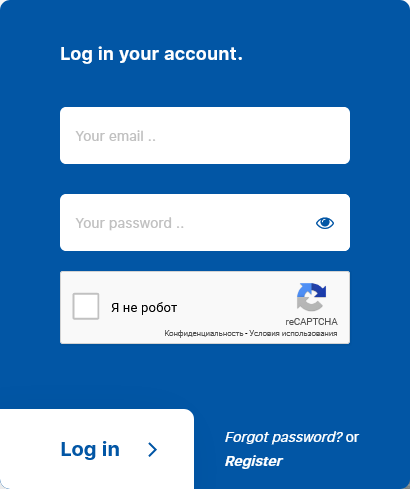 Log in your account.
Your email ..
Your password ..
Я не робот
reCAPTCHA
Конфиденциальность - Условия использования
Log in
Forgot password? or
Register